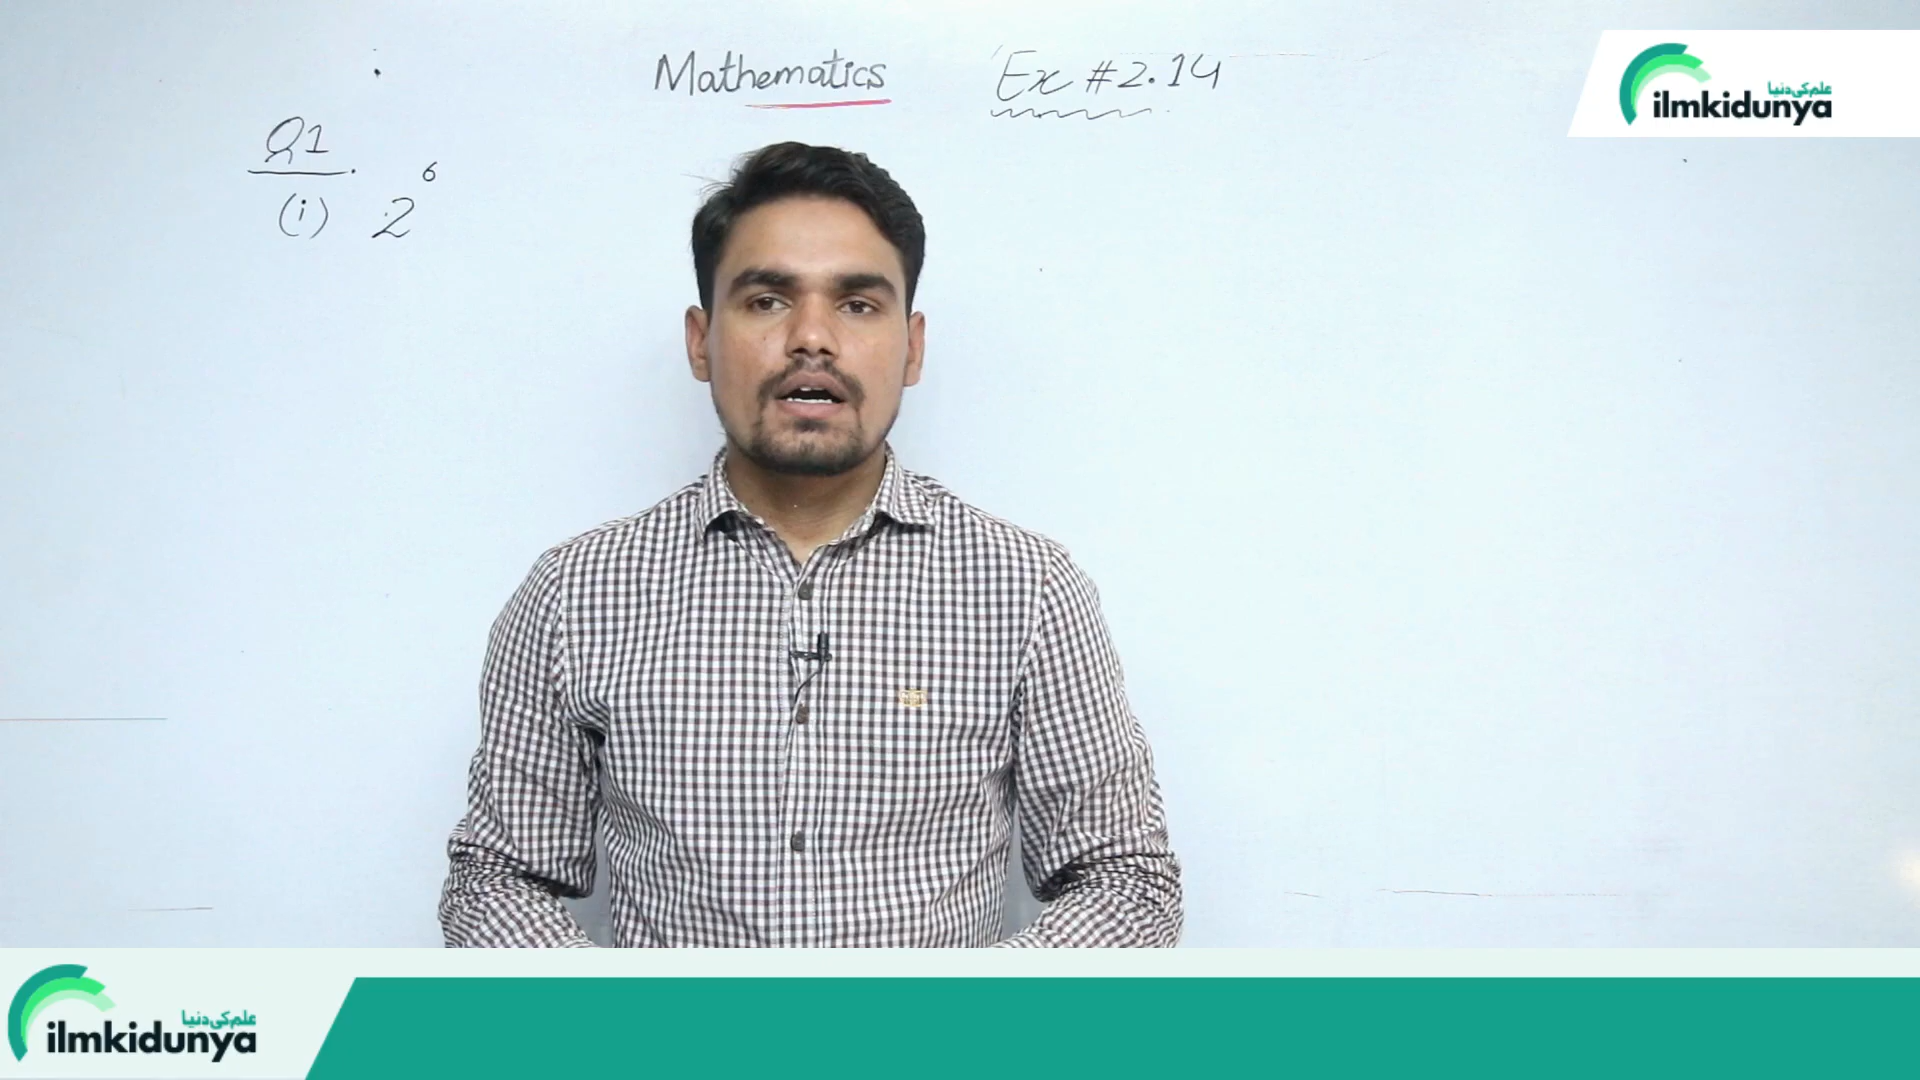 Mathematics Ex #2.14
علم کی دنیا
ilmkidunya
Q1
(i) 2⁶
علم کی دنیا
ilmkidunya